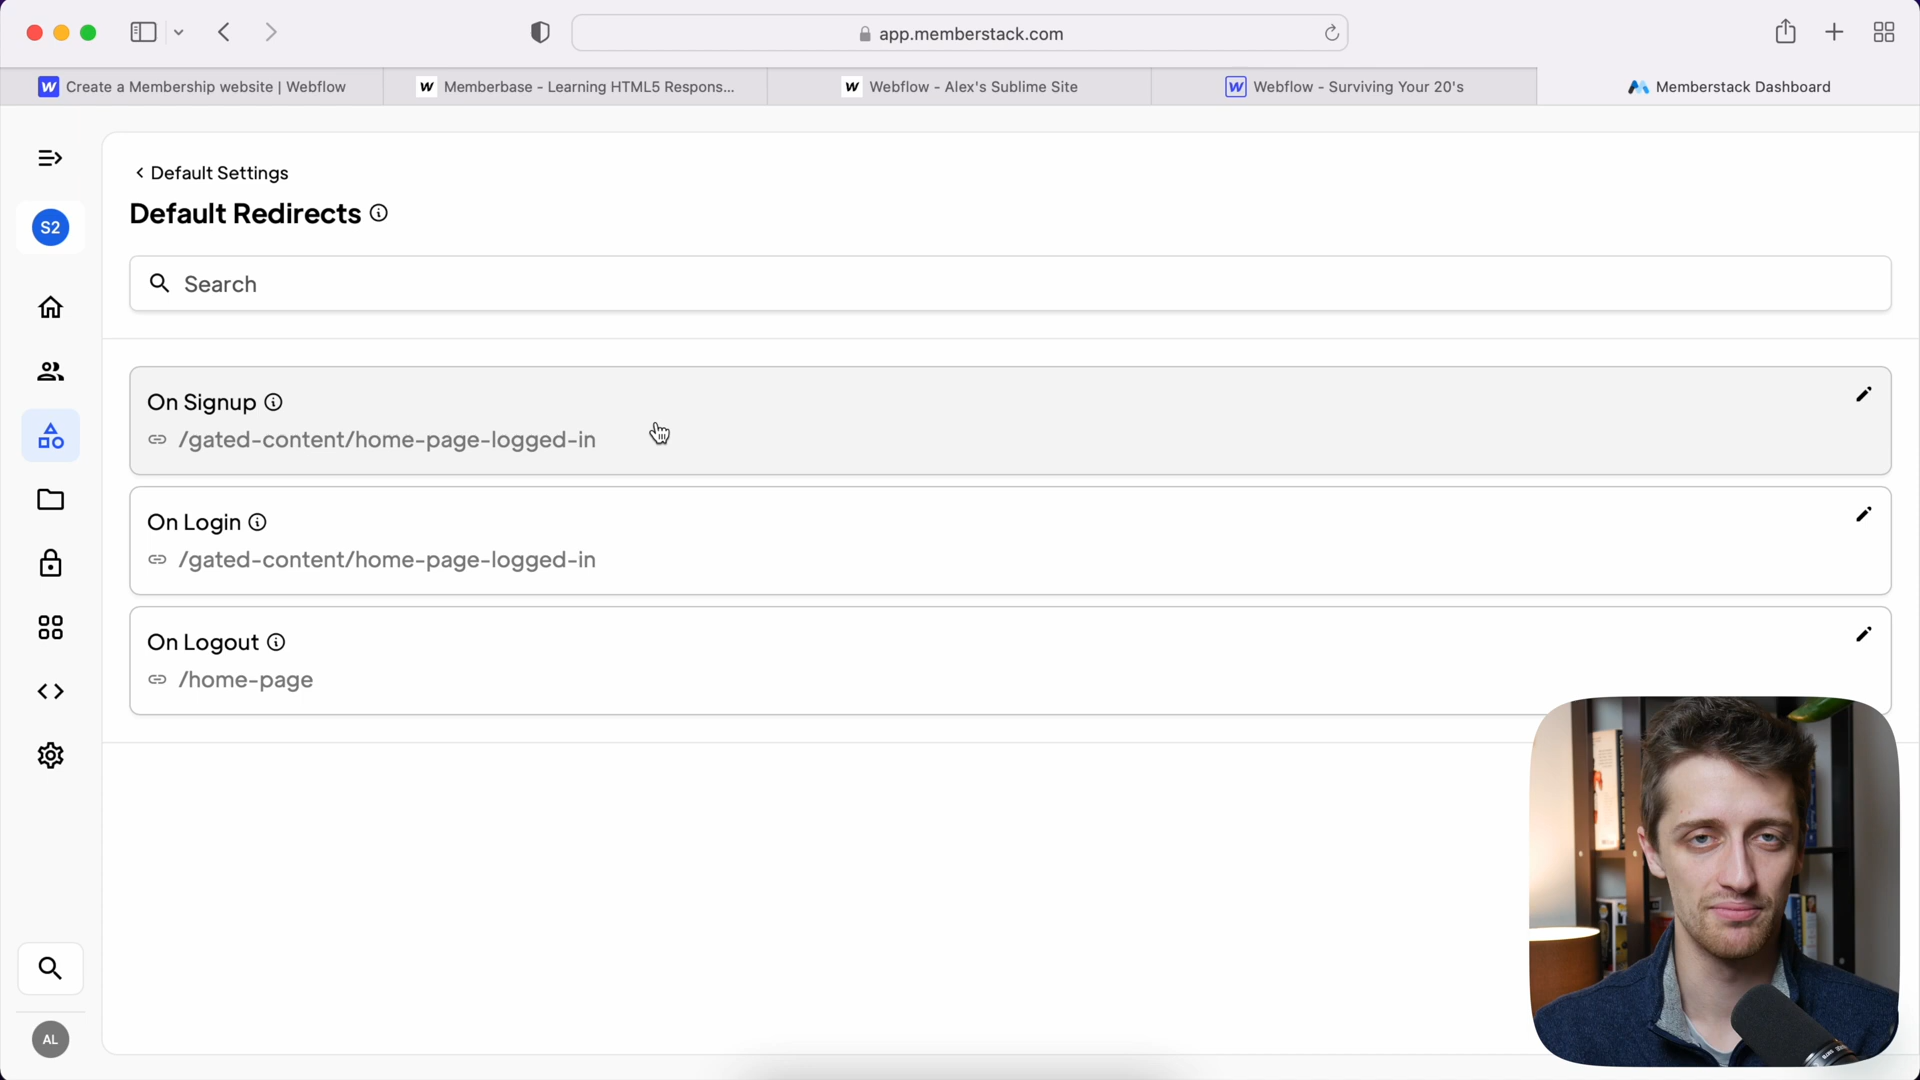 app.memberstack.com
Create a Membership website | Webflow
Memberbase - Learning HTML5 Respons...
Webflow - Alex's Sublime Site
Webflow - Surviving Your 20's
Memberstack Dashboard
Default Settings
S2
Default Redirects
Search
On Signup
/gated-content/home-page-logged-in
On Login
/gated-content/home-page-logged-in
On Logout
/home-page
AL